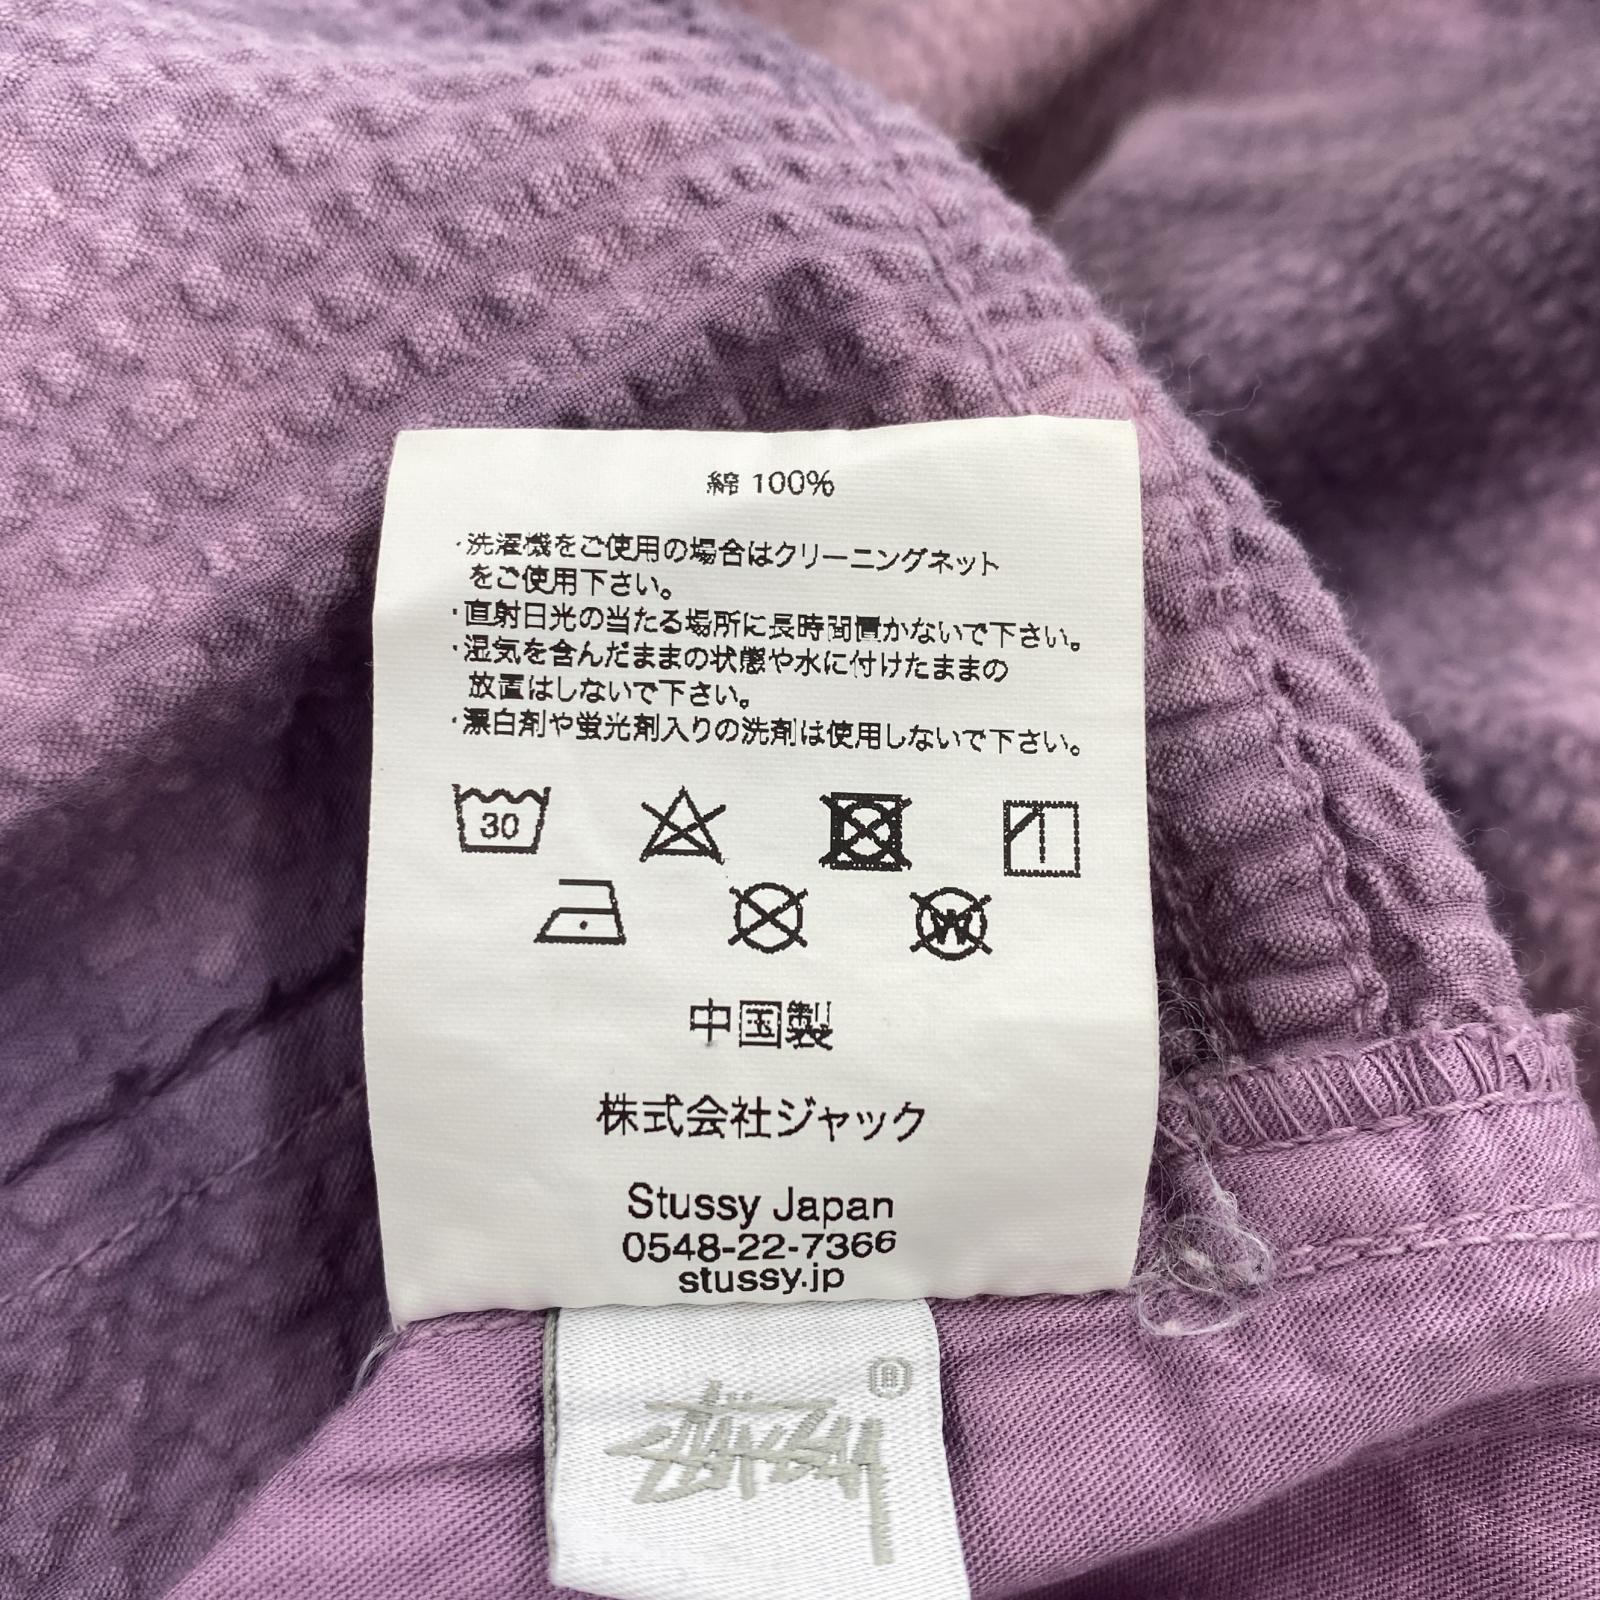 綿 100%
・洗濯機をご使用の場合はクリーニングネット
をご使用下さい。
・直射日光の当たる場所に長時間置かないで下さい。
・湿気を含んだままの状態や水に付けたままの
放置はしないで下さい。
・漂白剤や蛍光剤入りの洗剤は使用しないで下さい。
30
W
中国製
株式会社ジャック
Stussy Japan
0548-22-7366
stussy.jp
®
Stüssy